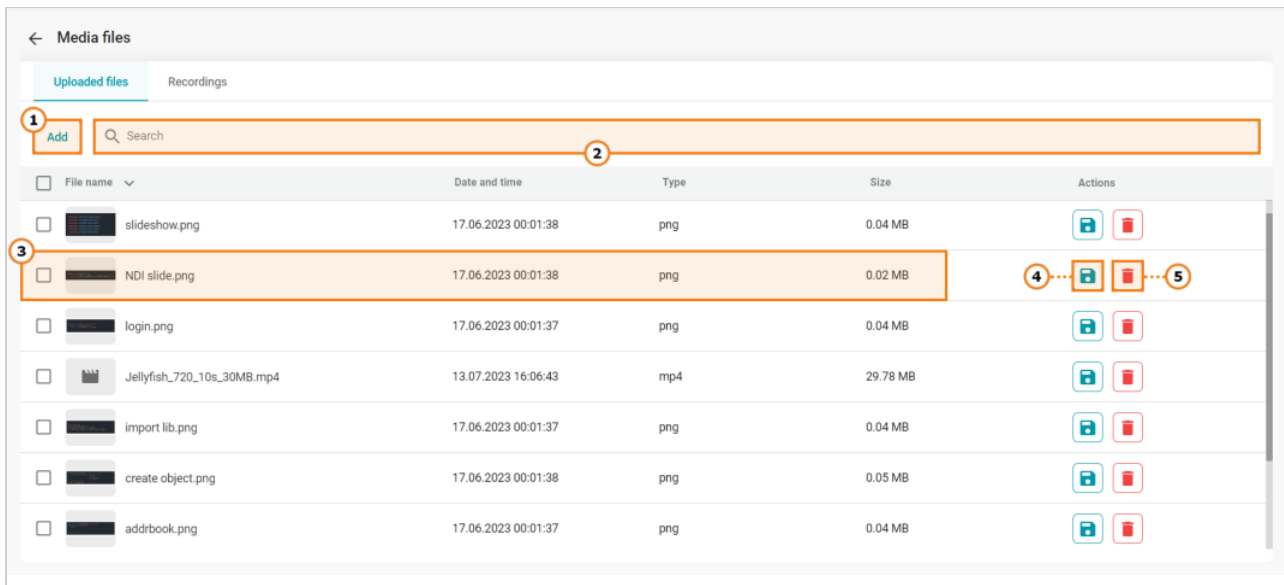 ← Media files
Uploaded files Recordings
1
Add Search
2
File name Date and time Type Size Actions
slideshow.png 17.06.2023 00:01:38 png 0.04 MB
3
NDI slide.png 17.06.2023 00:01:38 png 0.02 MB 4 5
login.png 17.06.2023 00:01:37 png 0.04 MB
Jellyfish_720_10s_30MB.mp4 13.07.2023 16:06:43 mp4 29.78 MB
import lib.png 17.06.2023 00:01:37 png 0.04 MB
create object.png 17.06.2023 00:01:38 png 0.05 MB
addrbook.png 17.06.2023 00:01:37 png 0.04 MB